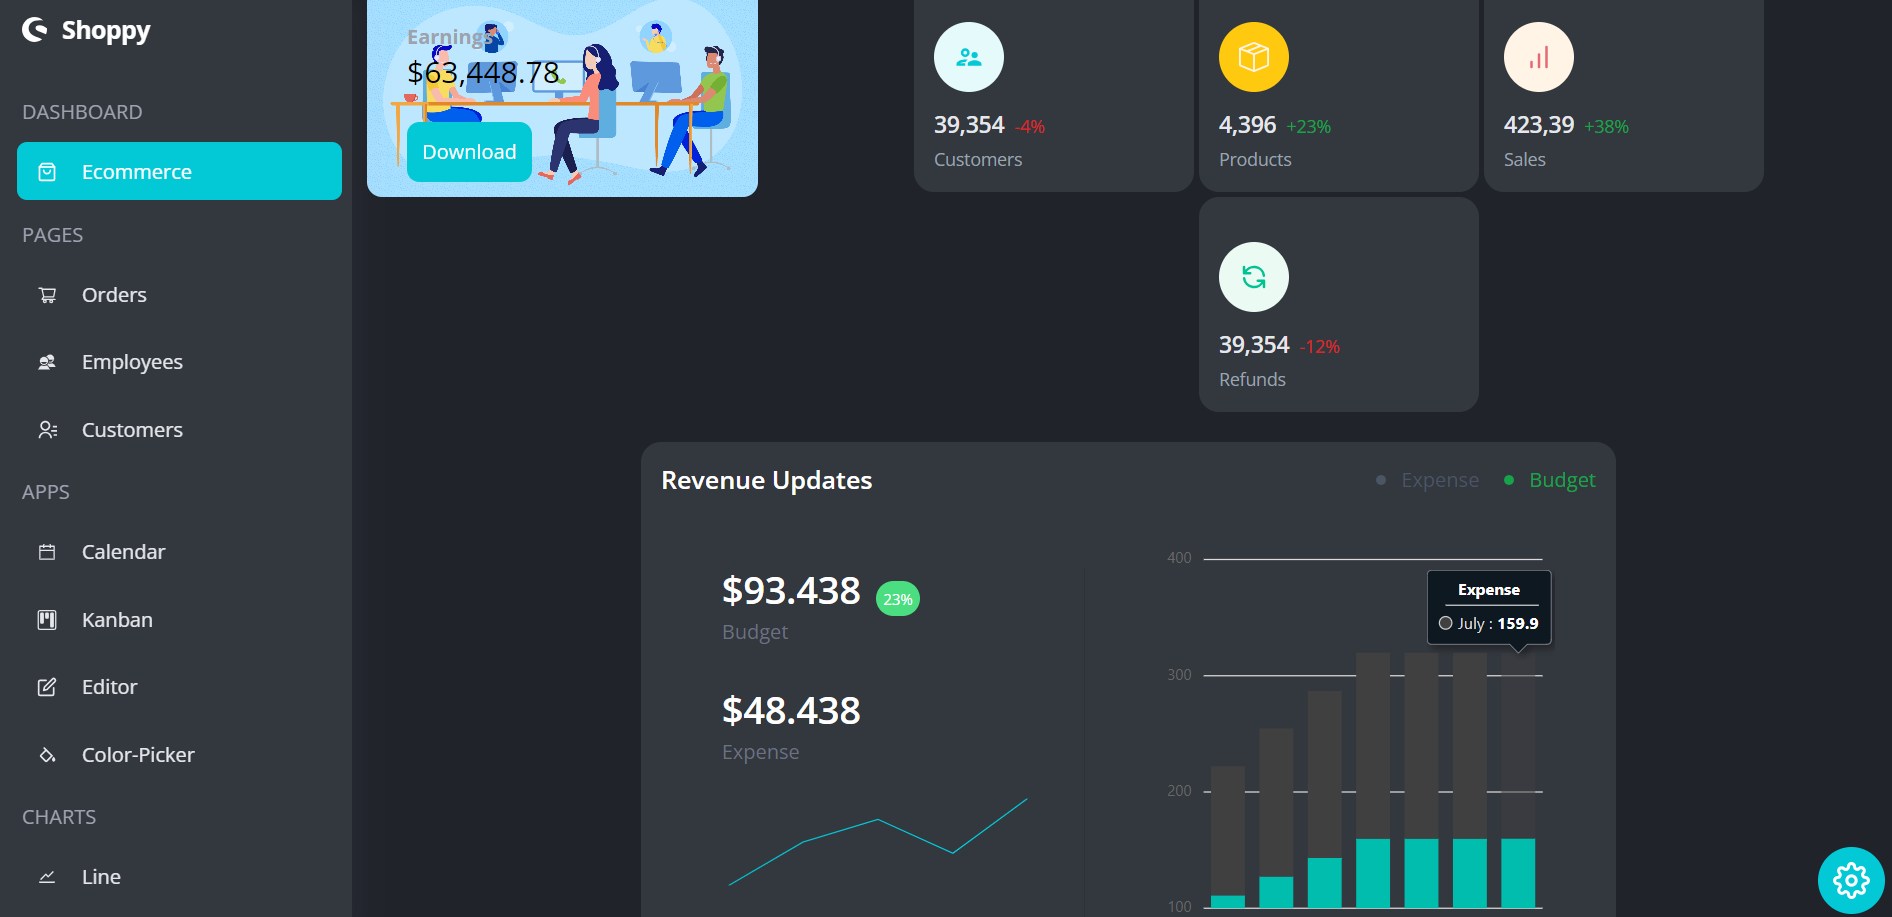 Shoppy
DASHBOARD
Ecommerce
PAGES
Orders
Employees
Customers
APPS
Calendar
Kanban
Editor
Color-Picker
CHARTS
Line
Earnings
$63,448.78
Download
39,354 -4%
Customers
4,396 +23%
Products
423,39 +38%
Sales
39,354 -12%
Refunds
Revenue Updates
Expense
Budget
$93.438 23%
Budget
$48.438
Expense
400
300
200
100
Expense
July : 159.9